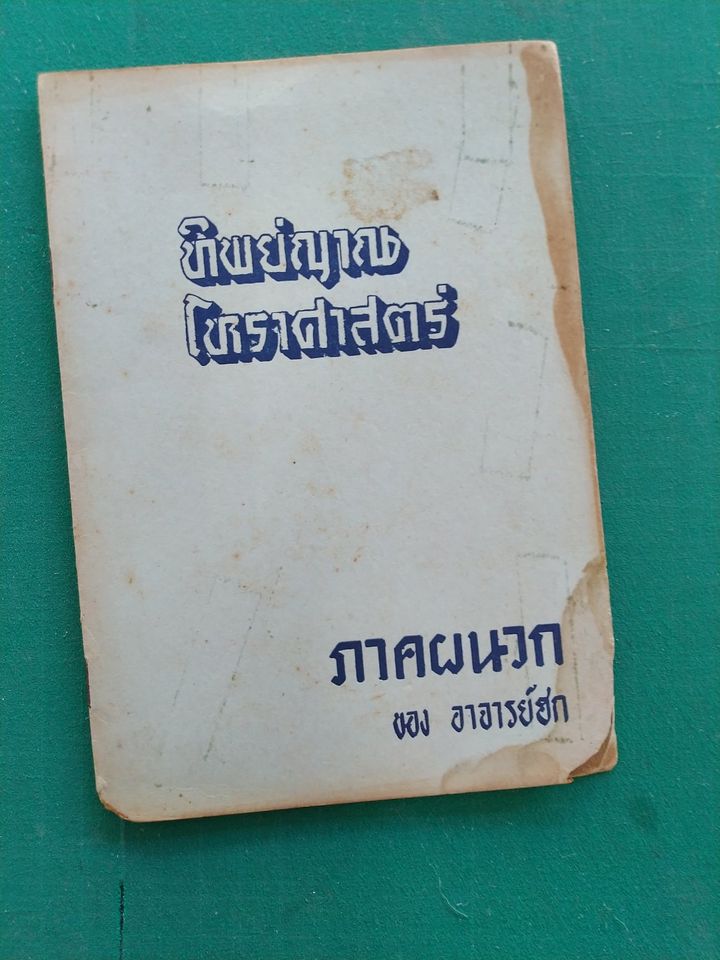 ทิพย์ญาณ
โหราศาสตร์
ภาคผนวก
ของ อาจารย์ฮก